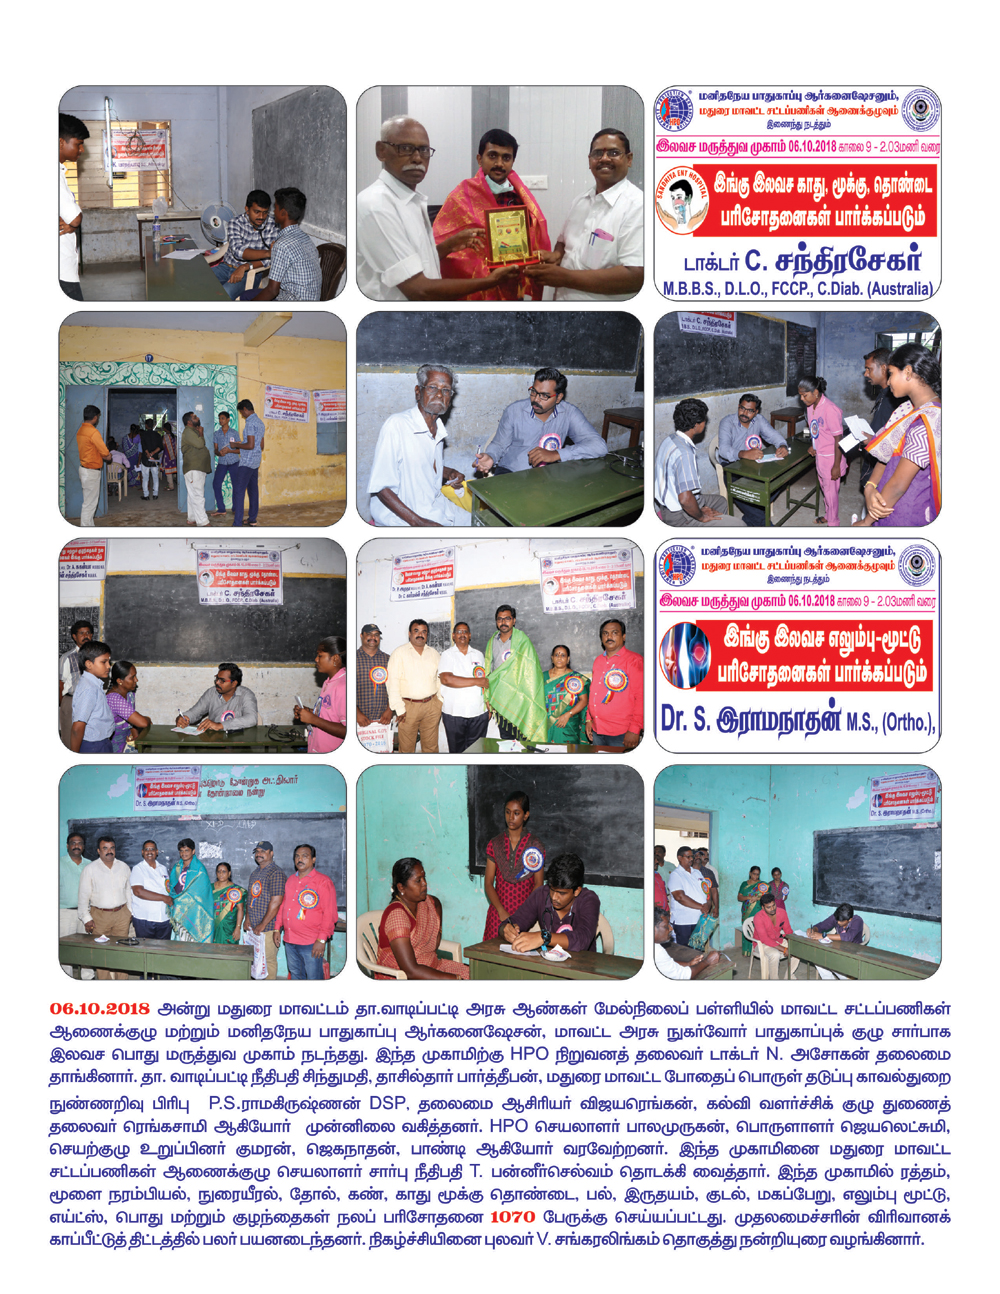 மனிதநேய பாதுகாப்பு ஆர்கனைஷேசனும்,
மதுரை மாவட்ட சட்டப்பணிகள் ஆணைக்குழுவும்
இணைந்து நடத்தும்
இலவச மருத்துவ முகாம் 06.10.2018 காலை 9 - 2.03மணி வரை
SAKDHITA ENT HOSPITAL
இங்கு இலவச காது, மூக்கு, தொண்டை
பரிசோதனைகள் பார்க்கப்படும்
டாக்டர் C. சந்திரசேகர்
M.B.B.S., D.L.O., FCCP., C.Diab. (Australia)
மனிதநேய பாதுகாப்பு ஆர்கனைஷேசனும்,
மதுரை மாவட்ட சட்டப்பணிகள் ஆணைக்குழுவும்
இணைந்து நடத்தும்
இலவச மருத்துவ முகாம் 06.10.2018 காலை 9 - 2.03மணி வரை
இங்கு இலவச எலும்பு-மூட்டு
பரிசோதனைகள் பார்க்கப்படும்
Dr. S. இராமநாதன் M.S., (Ortho.),
06.10.2018 அன்று மதுரை மாவட்டம் தா.வாடிப்பட்டி அரசு ஆண்கள் மேல்நிலைப் பள்ளியில் மாவட்ட சட்டப்பணிகள்
ஆணைக்குழு மற்றும் மனிதநேய பாதுகாப்பு ஆர்கனைஷேசன், மாவட்ட அரசு நுகர்வோர் பாதுகாப்புக் குழு சார்பாக
இலவச பொது மருத்துவ முகாம் நடந்தது. இந்த முகாமிற்கு HPO நிறுவனத் தலைவர் டாக்டர் N. அசோகன் தலைமை
தாங்கினார். தா. வாடிப்பட்டி நீதிபதி சிந்துமதி, தாசில்தார் பார்த்தீபன், மதுரை மாவட்ட போதைப் பொருள் தடுப்பு காவல்துறை
நுண்ணறிவு பிரிபு P.S.ராமகிருஷ்ணன் DSP, தலைமை ஆசிரியர் விஜயரெங்கன், கல்வி வளர்ச்சிக் குழு துணைத்
தலைவர் ரெங்கசாமி ஆகியோர் முன்னிலை வகித்தனர். HPO செயலாளர் பாலமுருகன், பொருளாளர் ஜெயலெட்சுமி,
செயற்குழு உறுப்பினர் குமரன், ஜெகநாதன், பாண்டி ஆகியோர் வரவேற்றனர். இந்த முகாமினை மதுரை மாவட்ட
சட்டப்பணிகள் ஆணைக்குழு செயலாளர் சார்பு நீதிபதி T. பன்னீர்செல்வம் தொடக்கி வைத்தார். இந்த முகாமில் ரத்தம்,
மூளை நரம்பியல், நுரையீரல், தோல், கண், காது மூக்கு தொண்டை, பல், இருதயம், குடல், மகப்பேறு, எலும்பு மூட்டு,
எய்ட்ஸ், பொது மற்றும் குழந்தைகள் நலப் பரிசோதனை 1070 பேருக்கு செய்யப்பட்டது. முதலமைச்சரின் விரிவானக்
காப்பீட்டுத் திட்டத்தில் பலர் பயனடைந்தனர். நிகழ்ச்சியினை புலவர் V. சங்கரலிங்கம் தொகுத்து நன்றியுரை வழங்கினார்.